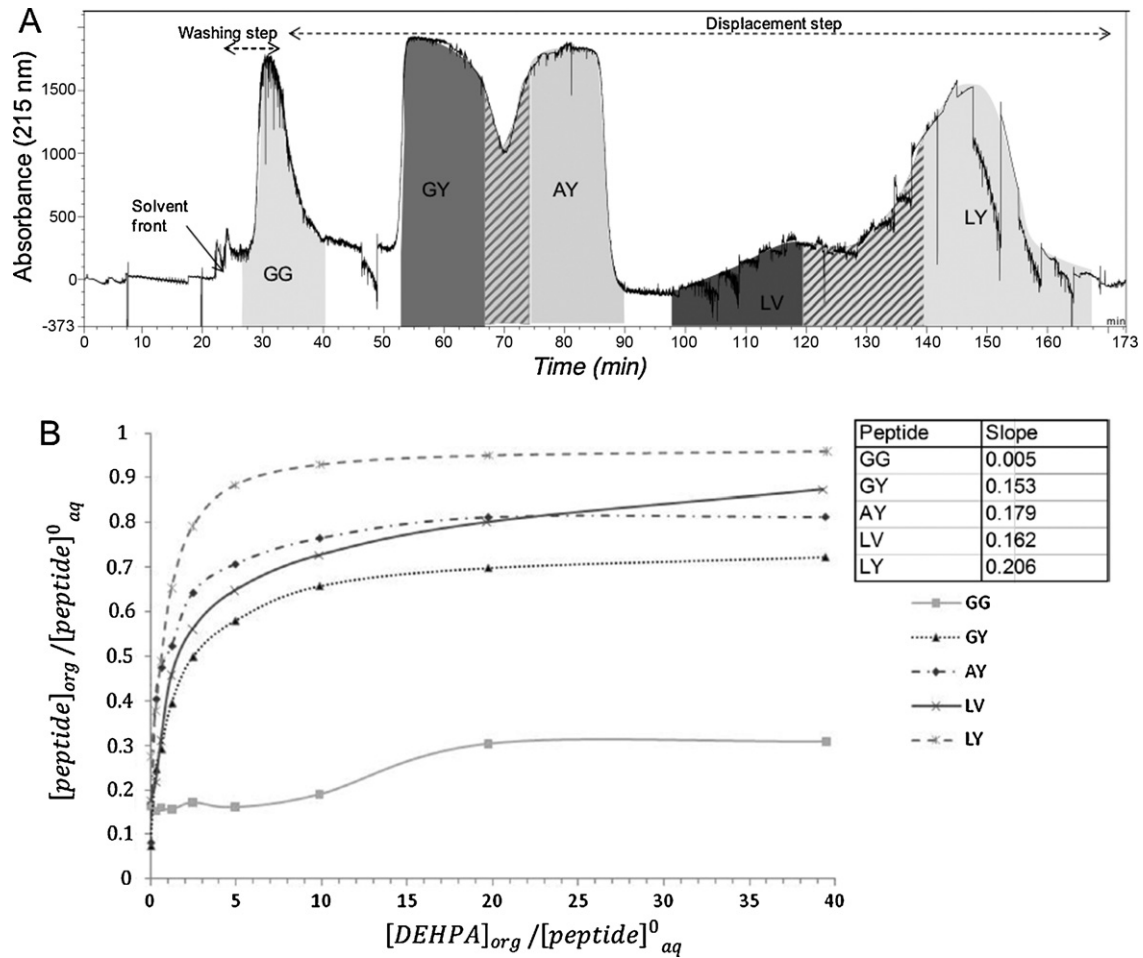 A
Washing step
Displacement step
Absorbance (215 nm)
1500
1000
500
0
-373
Solvent
front
GG
GY
AY
LV
LY
min
0 10 20 30 40 50 60 70 80 90 100 110 120 130 140 150 160 173
Time (min)
B
[peptide]org/[peptide]⁰aq
1
0.9
0.8
0.7
0.6
0.5
0.4
0.3
0.2
0.1
0
0 5 10 15 20 25 30 35 40
[DEHPA]org/[peptide]⁰aq
Peptide Slope
GG 0.005
GY 0.153
AY 0.179
LV 0.162
LY 0.206
GG
GY
AY
LV
LY